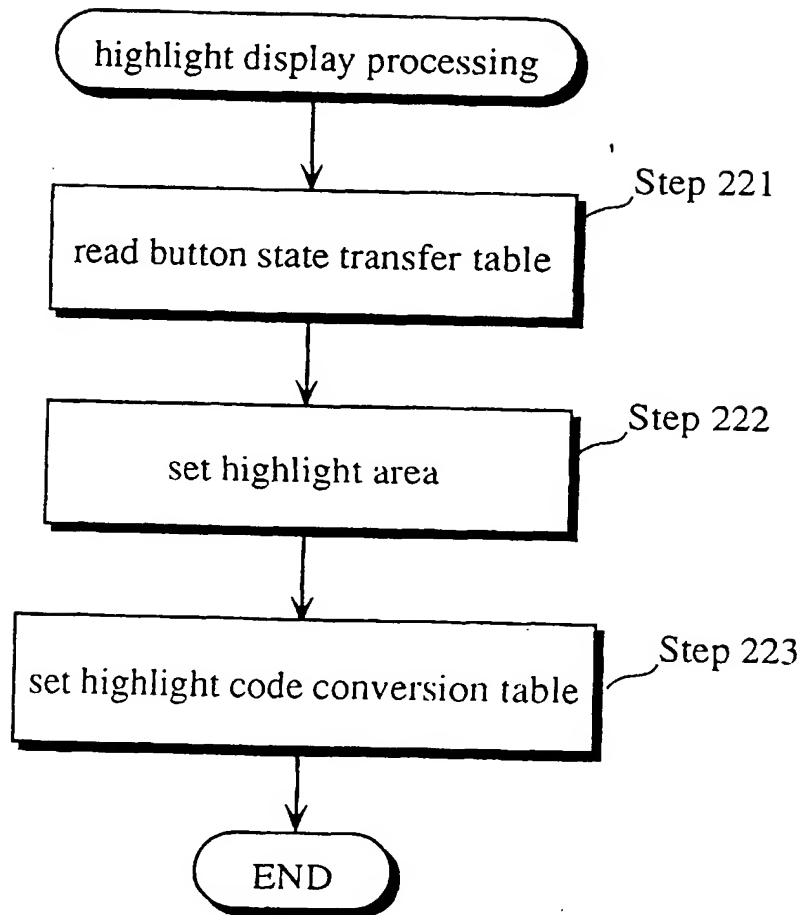 highlight display processing
Step 221
read button state transfer table
Step 222
set highlight area
Step 223
set highlight code conversion table
END